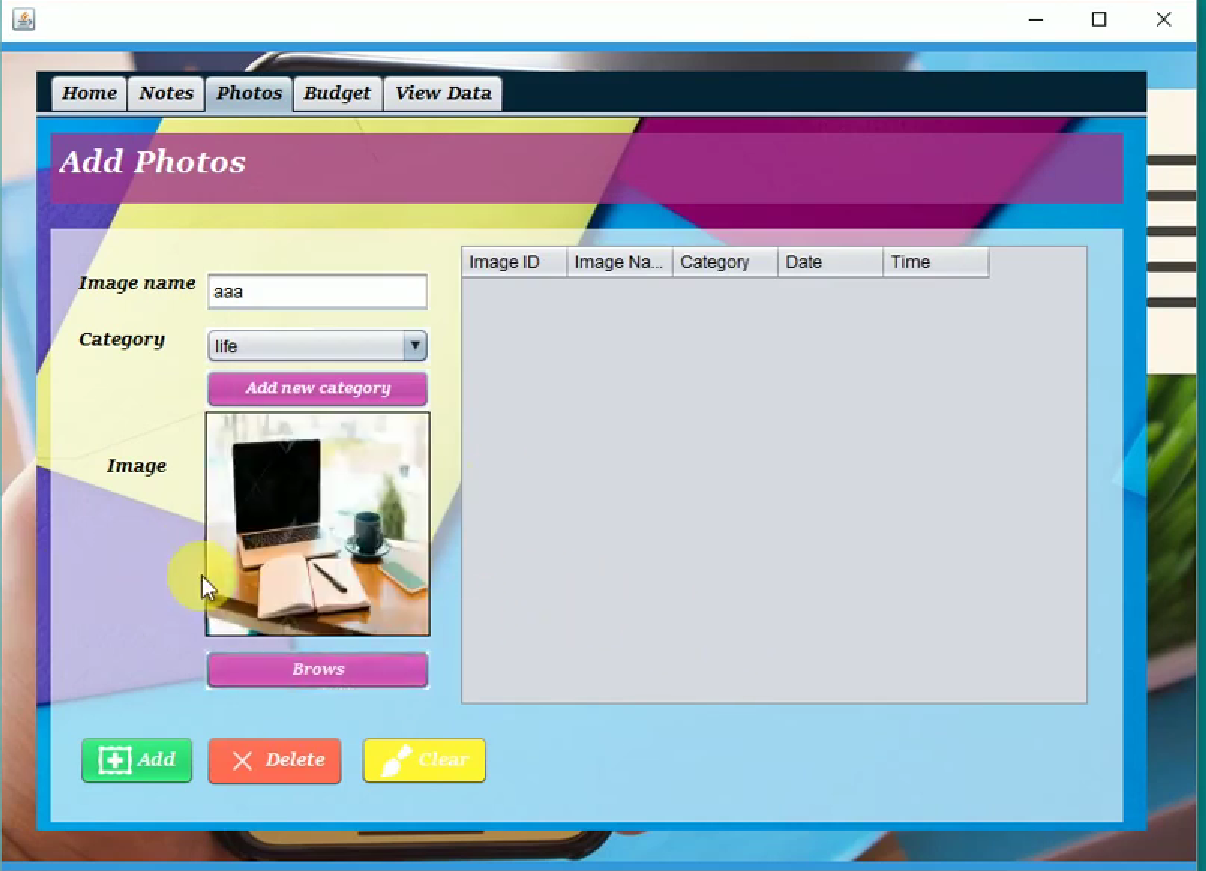 Home Notes Photos Budget View Data
Add Photos
Image name aaa
Category life
Add new category
Image
Brows
Image ID Image Na... Category Date Time
Add Delete Clear